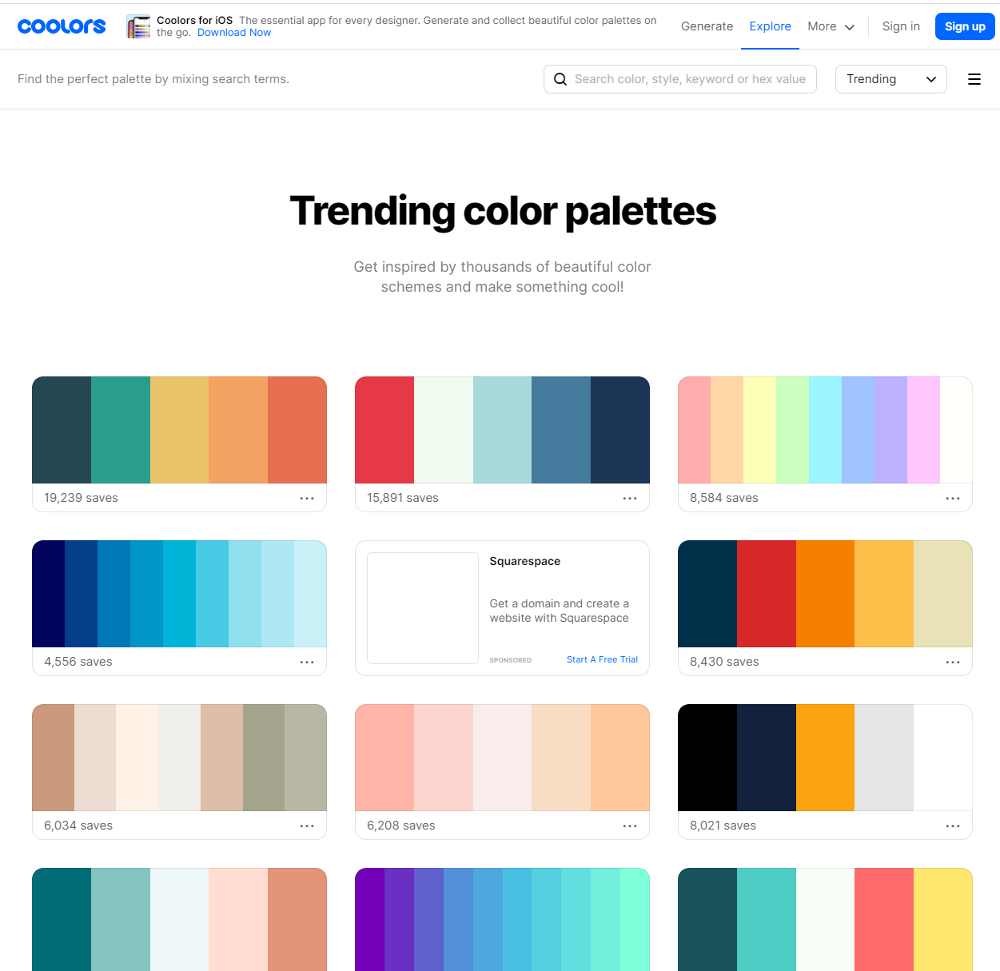 coolors
Coolors for iOS The essential app for every designer. Generate and collect beautiful color palettes on
the go. Download Now
Generate
Explore
More
Sign in
Sign up
Find the perfect palette by mixing search terms.
Search color, style, keyword or hex value
Trending
Trending color palettes
Get inspired by thousands of beautiful color
schemes and make something cool!
19,239 saves
15,891 saves
8,584 saves
4,556 saves
Squarespace
Get a domain and create a
website with Squarespace
SPONSORED
Start A Free Trial
8,430 saves
6,034 saves
6,208 saves
8,021 saves